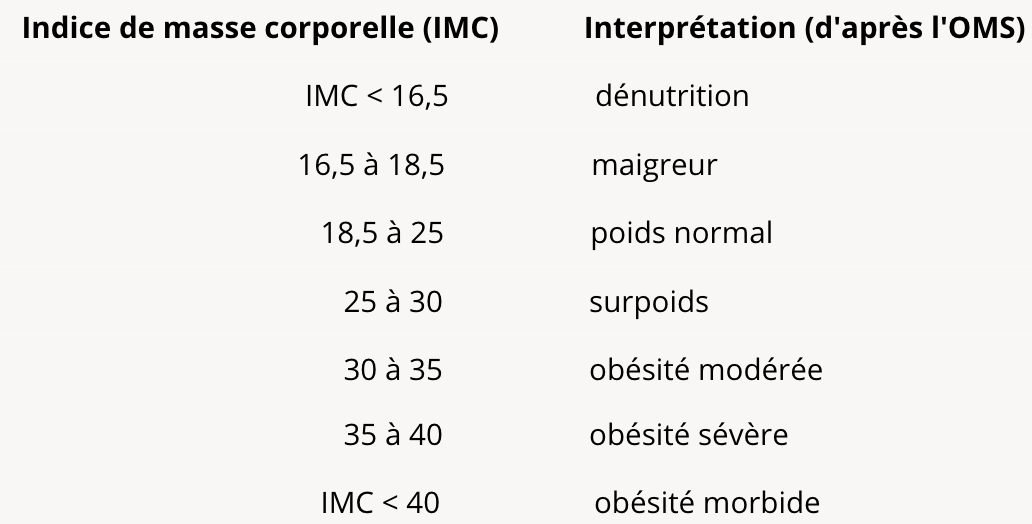 Indice de masse corporelle (IMC) Interprétation (d'après l'OMS)
IMC < 16,5 dénutrition
16,5 à 18,5 maigreur
18,5 à 25 poids normal
25 à 30 surpoids
30 à 35 obésité modérée
35 à 40 obésité sévère
IMC < 40 obésité morbide